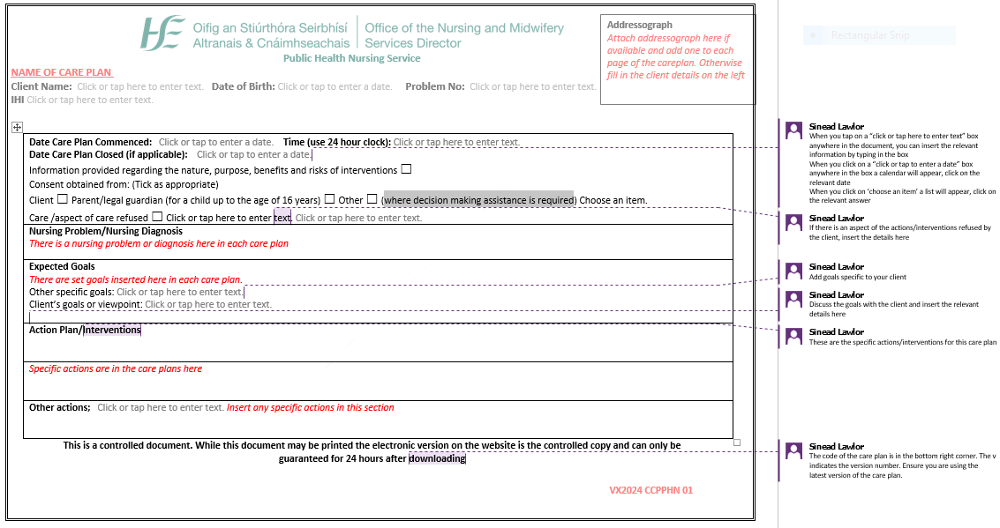 Oifig an Stiúrthóra Seirbhísí
Altranais & Cnáimhseachais
Office of the Nursing and Midwifery
Services Director
Public Health Nursing Service
Addressograph
Attach addressograph here if
available and add one to each
page of the careplan. Otherwise
fill in the client details on the left
NAME OF CARE PLAN
Client Name: Click or tap here to enter text. Date of Birth: Click or tap to enter a date. Problem No: Click or tap here to enter text.
IHI Click or tap here to enter text.
Date Care Plan Commenced: Click or tap to enter a date. Time (use 24 hour clock): Click or tap here to enter text.
Date Care Plan Closed (if applicable): Click or tap to enter a date.
Information provided regarding the nature, purpose, benefits and risks of interventions ☐
Consent obtained from: (Tick as appropriate)
Client ☐ Parent/legal guardian (for a child up to the age of 16 years) ☐ Other ☐ (where decision making assistance is required) Choose an item.
Care /aspect of care refused ☐ Click or tap here to enter text. Click or tap here to enter text.
Nursing Problem/Nursing Diagnosis
There is a nursing problem or diagnosis here in each care plan
Expected Goals
There are set goals inserted here in each care plan.
Other specific goals: Click or tap here to enter text.
Client's goals or viewpoint: Click or tap here to enter text.
Action Plan/Interventions
Specific actions are in the care plans here
Other actions; Click or tap here to enter text. Insert any specific actions in this section
This is a controlled document. While this document may be printed the electronic version on the website is the controlled copy and can only be
guaranteed for 24 hours after downloading
VX2024 CCPPHN 01
Rectangular Snip
Sinead Lawlor
When you tap on a "click or tap here to enter text" box
anywhere in the document, you can insert the relevant
information by typing in the box
When you click on a "click or tap to enter a date" box
anywhere in the box a calendar will appear, click on the
relevant date
When you click on 'choose an item' a list will appear, click on
the relevant answer
Sinead Lawlor
If there is an aspect of the actions/interventions refused by
the client, insert the details here
Sinead Lawlor
Add goals specific to your client
Sinead Lawlor
Discuss the goals with the client and insert the relevant
details here
Sinead Lawlor
These are the specific actions/interventions for this care plan
Sinead Lawlor
The code of the care plan is in the bottom right corner. The v
indicates the version number. Ensure you are using the
latest version of the care plan.